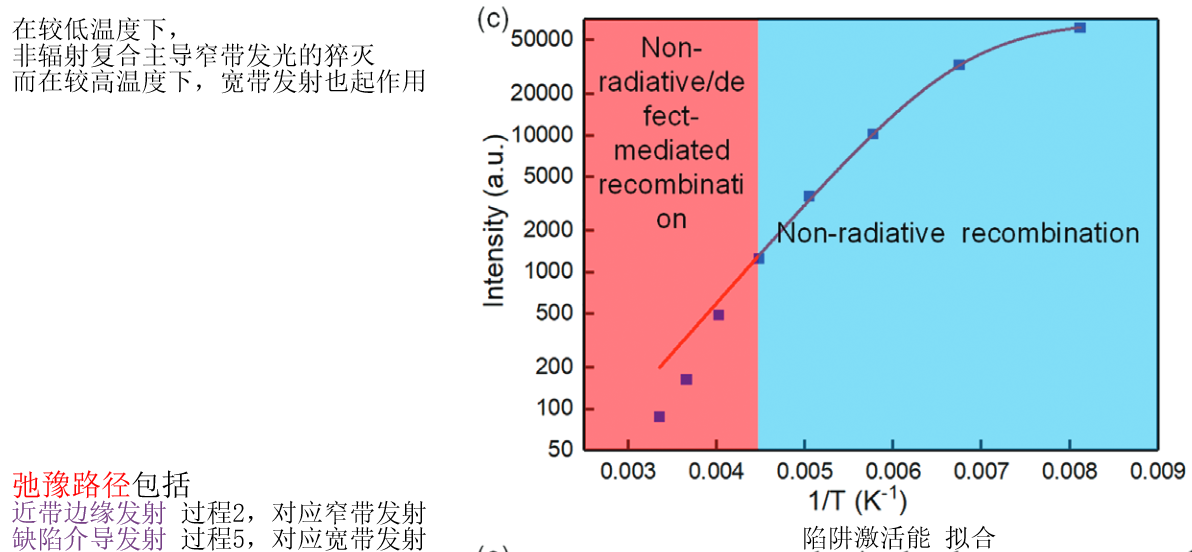 在较低温度下，
非辐射复合主导窄带发光的猝灭
而在较高温度下，宽带发射也起作用
弛豫路径包括
近带边缘发射 过程2，对应窄带发射
缺陷介导发射 过程5，对应宽带发射
(c)
Intensity (a.u.)
50000
20000
10000
5000
2000
1000
500
200
100
50
Non-
radiative/de
fect-
mediated
recombinati
on
Non-radiative recombination
0.003 0.004 0.005 0.006 0.007 0.008 0.009
1/T (K⁻¹)
陷阱激活能 拟合